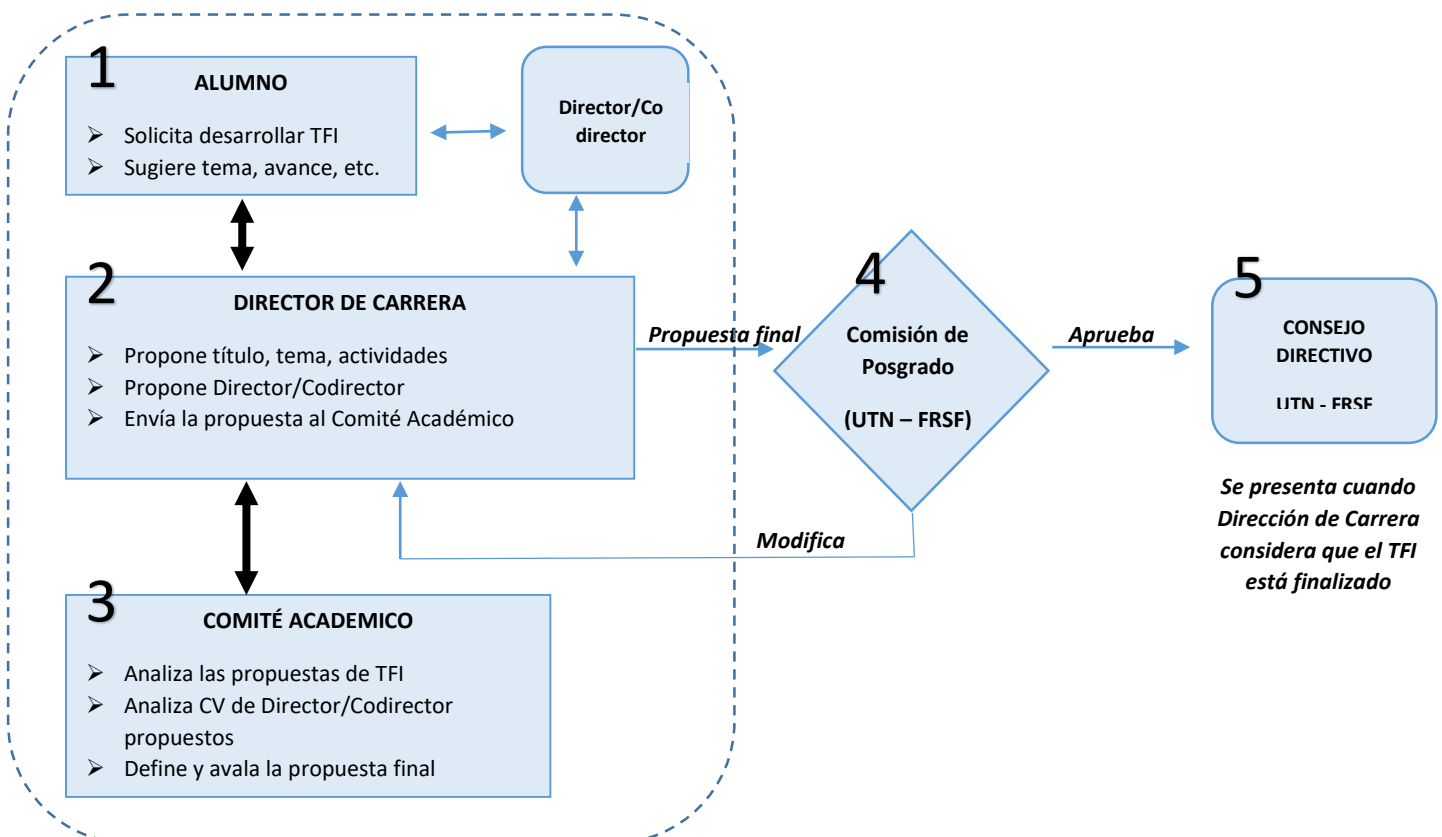 1
ALUMNO
➢ Solicita desarrollar TFI
➢ Sugiere tema, avance, etc.
Director/Co
director
2
DIRECTOR DE CARRERA
➢ Propone título, tema, actividades
➢ Propone Director/Codirector
➢ Envía la propuesta al Comité Académico
Propuesta final
4
Comisión de
Posgrado
(UTN – FRSF)
Aprueba
5
CONSEJO
DIRECTIVO
UTN - FRSF
Se presenta cuando
Dirección de Carrera
considera que el TFI
está finalizado
Modifica
3
COMITÉ ACADEMICO
➢ Analiza las propuestas de TFI
➢ Analiza CV de Director/Codirector
propuestos
➢ Define y avala la propuesta final